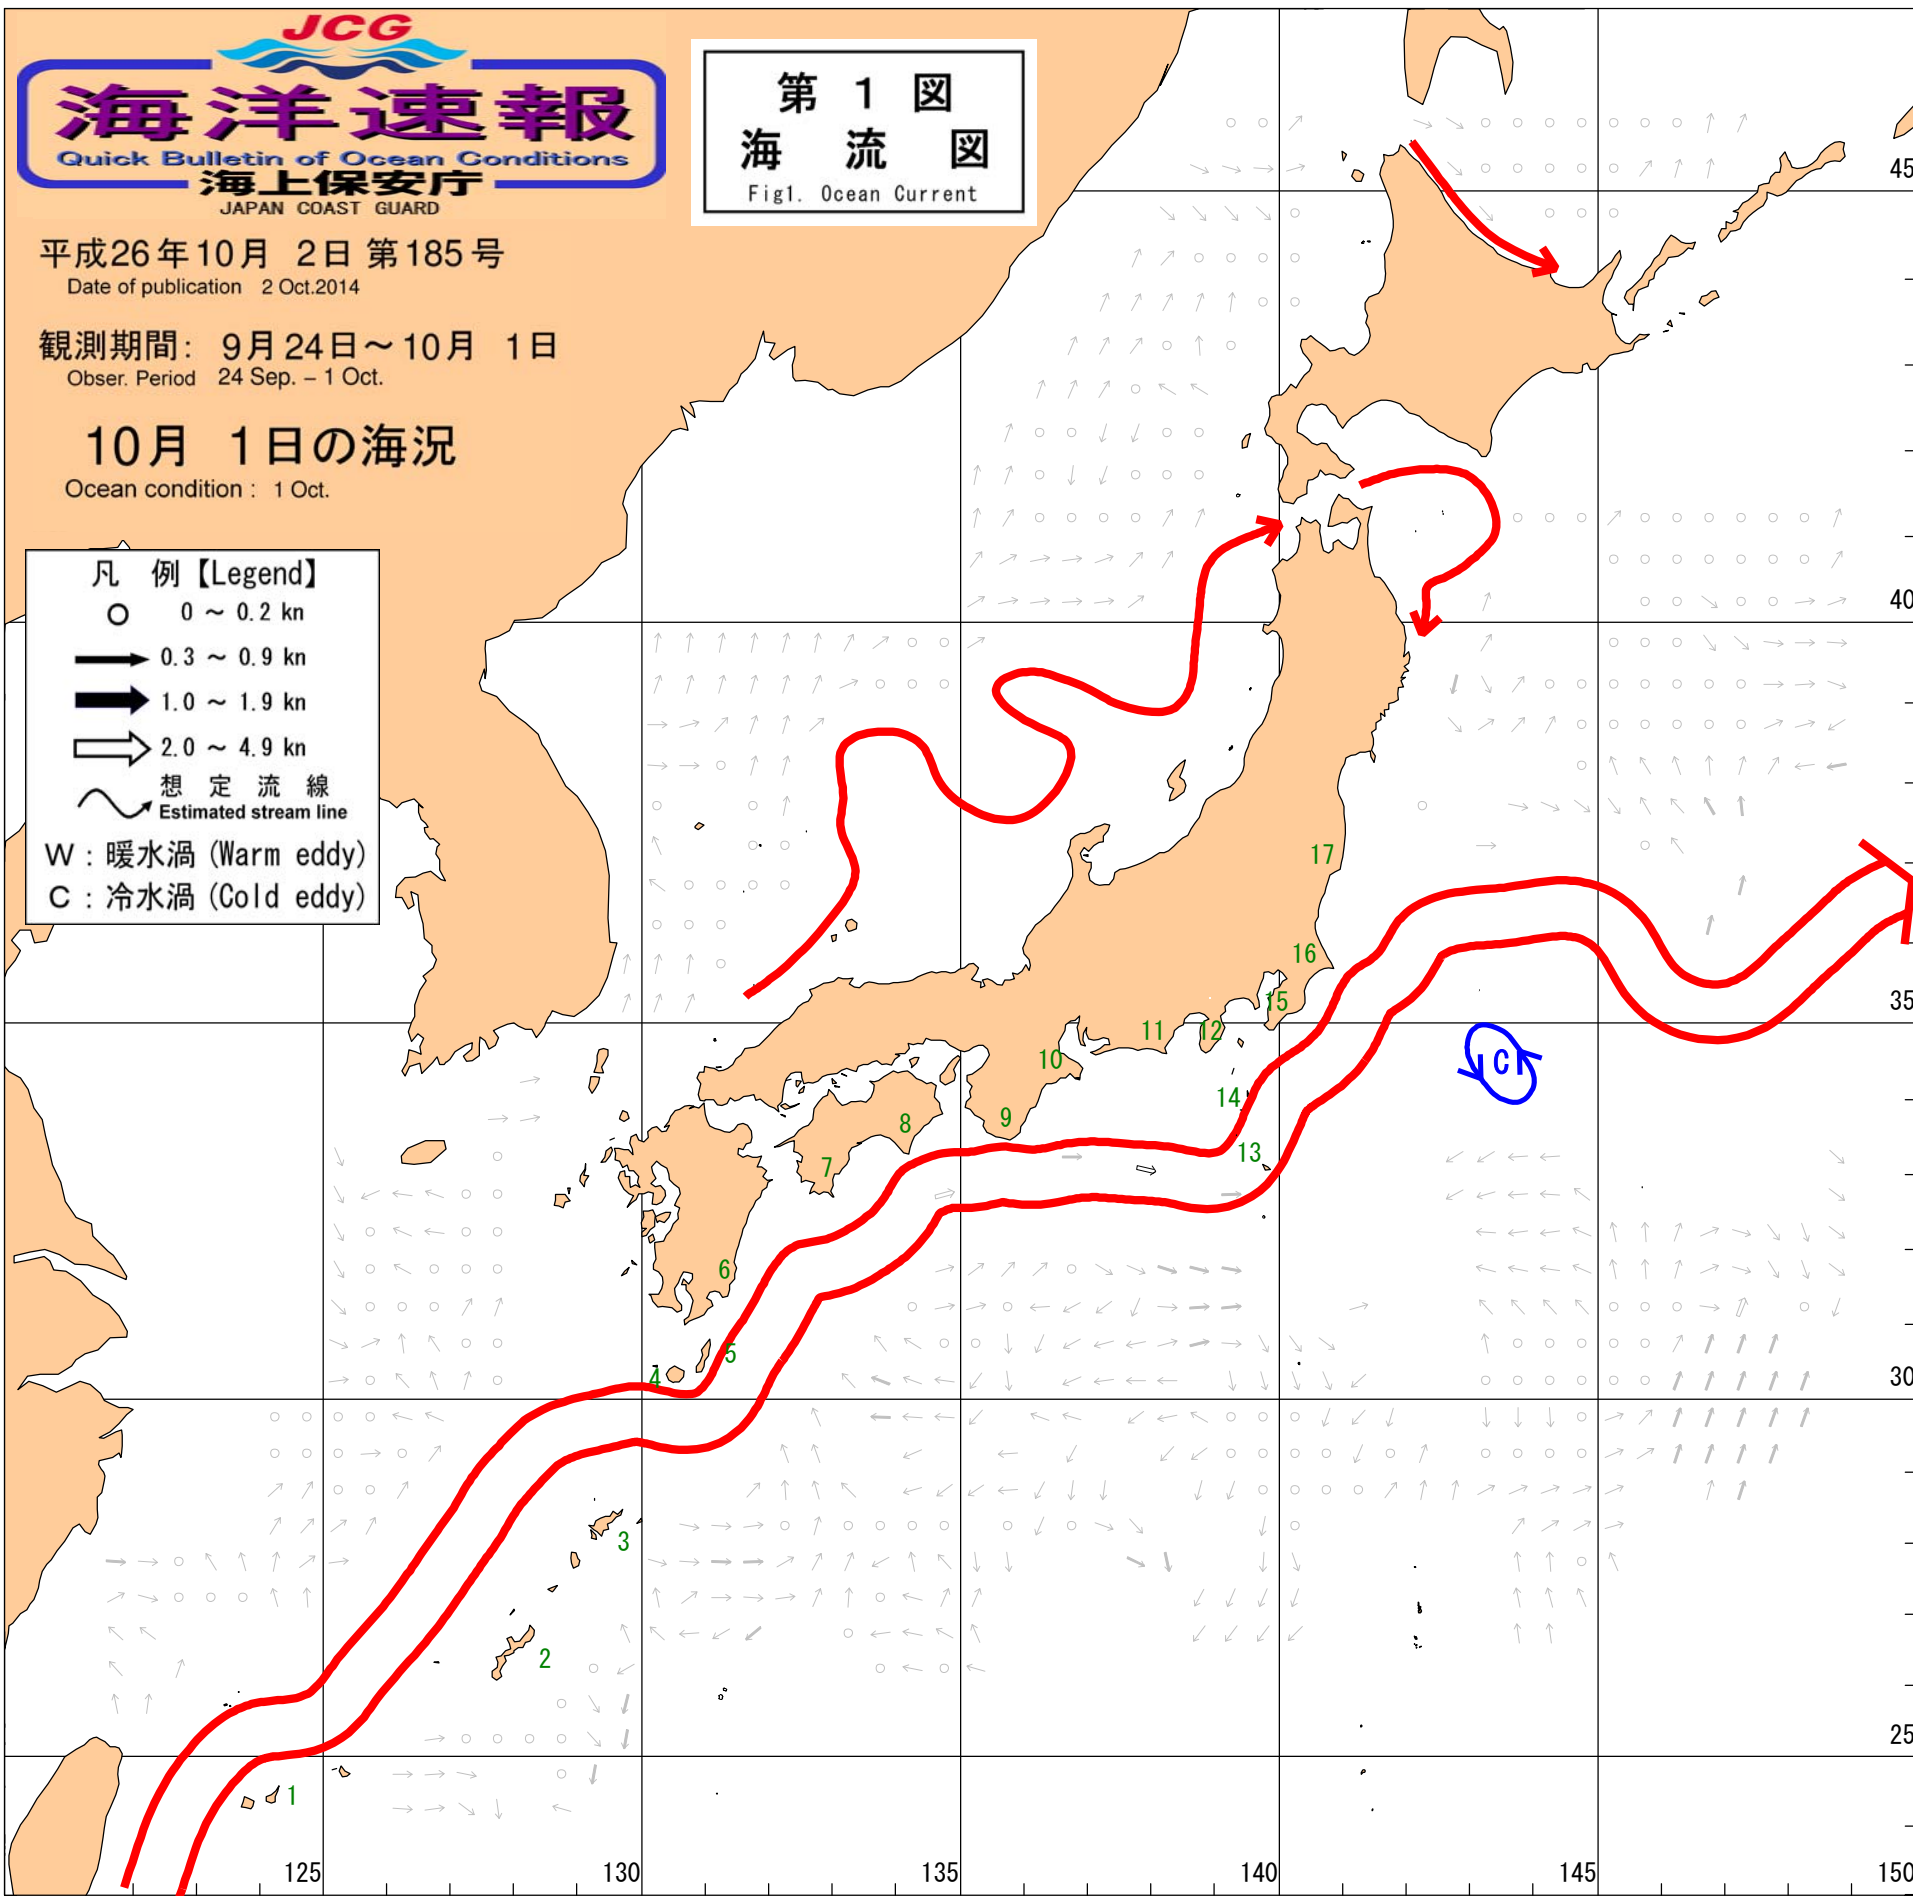 JCG
海洋速報
Quick Bulletin of Ocean Conditions
海上保安庁
JAPAN COAST GUARD
第 1 図
海 流 図
Fig1. Ocean Current
平成26年10月 2日 第185号
Date of publication 2 Oct.2014
観測期間: 9月24日～10月 1日
Obser. Period 24 Sep. – 1 Oct.
10月 1日の海況
Ocean condition : 1 Oct.
凡 例【Legend】
0 ～ 0.2 kn
0.3 ～ 0.9 kn
1.0 ～ 1.9 kn
2.0 ～ 4.9 kn
想 定 流 線
Estimated stream line
W : 暖水渦 (Warm eddy)
C : 冷水渦 (Cold eddy)
45
40
17
16
35
15
11
12
10
C
14
9
8
13
7
6
5
4
30
3
2
25
1
125
130
135
140
145
150